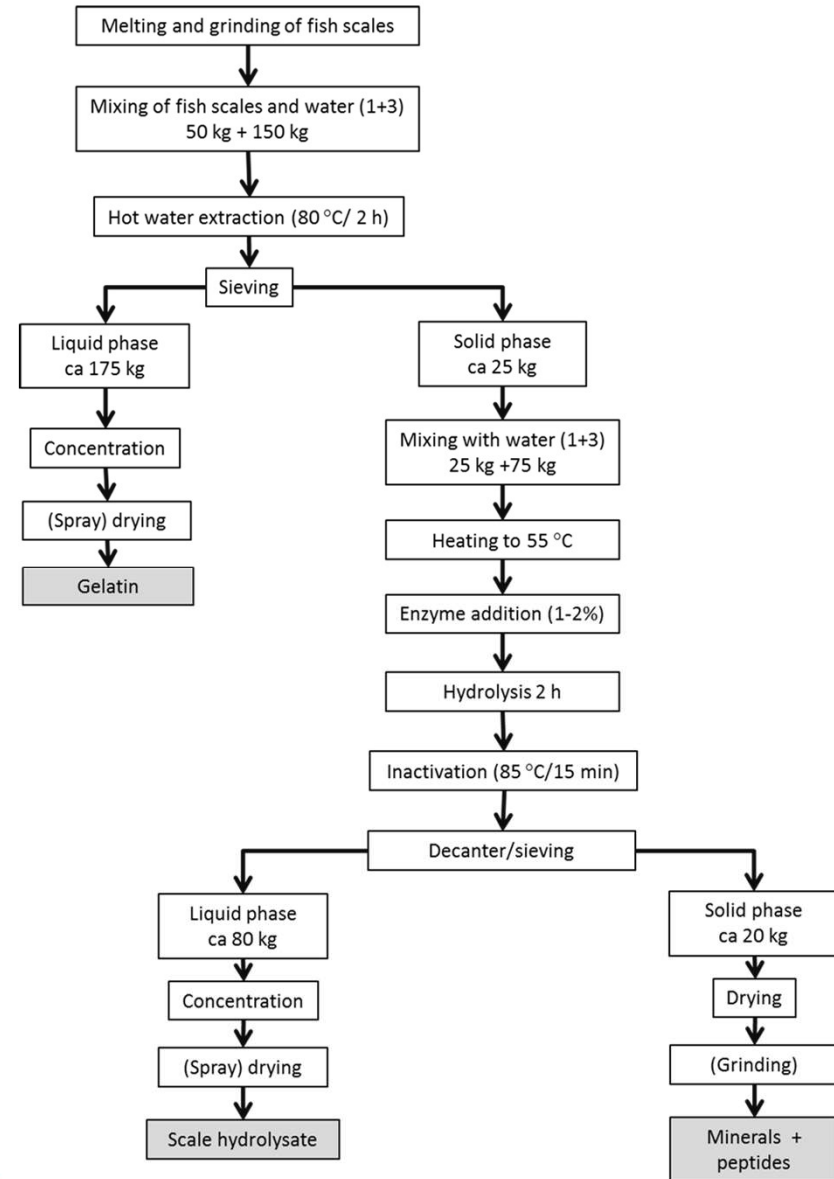 Melting and grinding of fish scales
Mixing of fish scales and water (1+3)
50 kg + 150 kg
Hot water extraction (80 °C/ 2 h)
Sieving
Liquid phase
ca 175 kg
Concentration
(Spray) drying
Gelatin
Solid phase
ca 25 kg
Mixing with water (1+3)
25 kg +75 kg
Heating to 55 °C
Enzyme addition (1-2%)
Hydrolysis 2 h
Inactivation (85 °C/15 min)
Decanter/sieving
Liquid phase
ca 80 kg
Concentration
(Spray) drying
Scale hydrolysate
Solid phase
ca 20 kg
Drying
(Grinding)
Minerals +
peptides